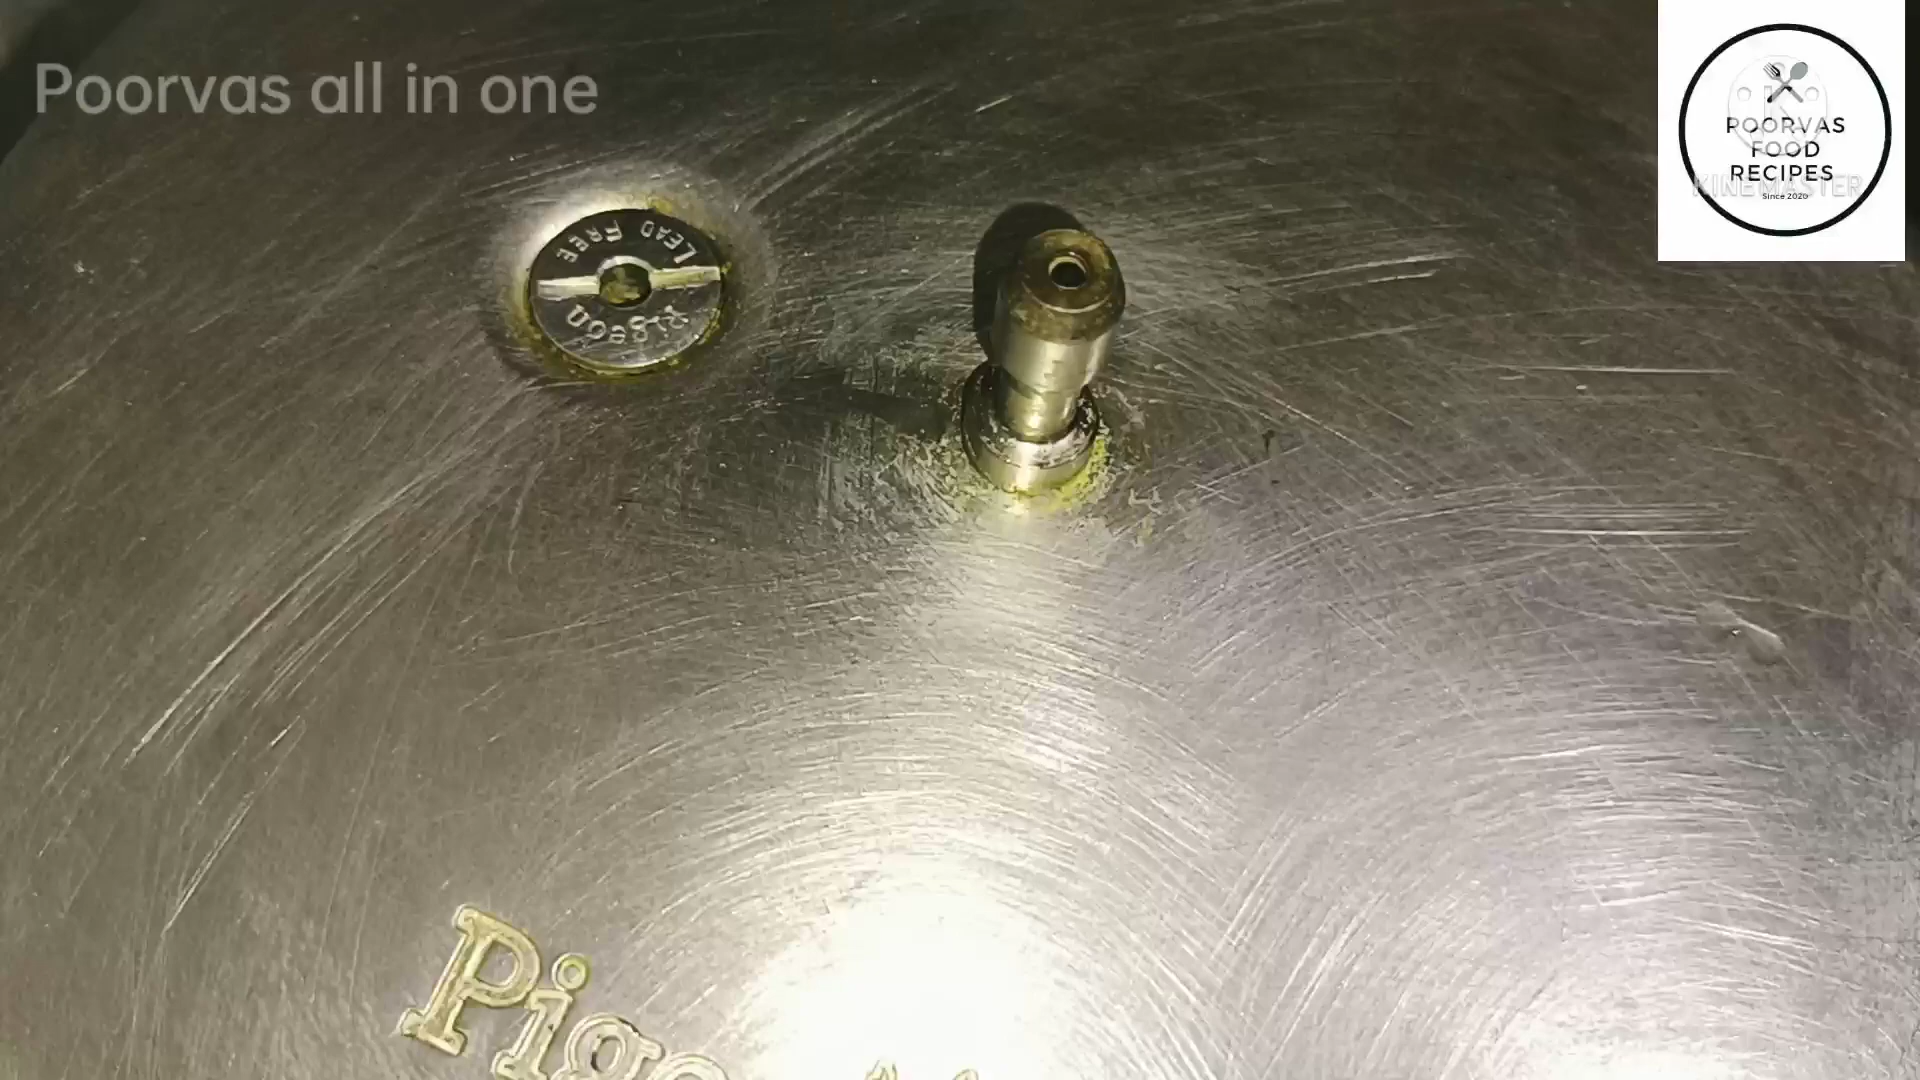 Poorvas all in one
POORVAS
FOOD
RECIPES
KINEMASTER
Since 2020
LEAD FREE
Pigeon